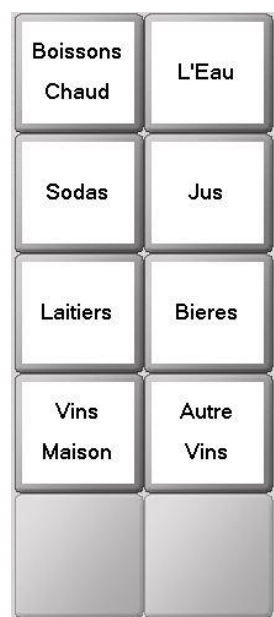 Boissons
Chaud
L'Eau
Sodas
Jus
Laitiers
Bieres
Vins
Maison
Autre
Vins